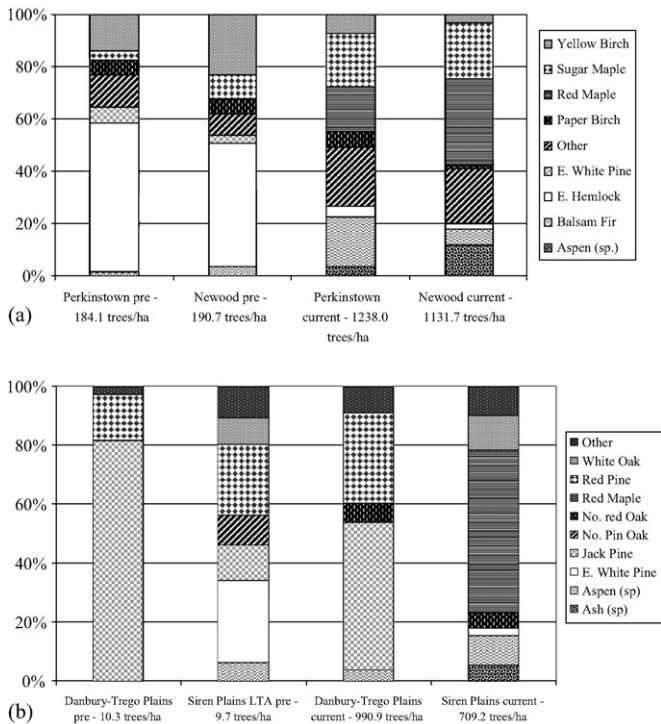 100%
80%
60%
40%
20%
0%
Yellow Birch
Sugar Maple
Red Maple
Paper Birch
Other
E. White Pine
E. Hemlock
Balsam Fir
Aspen (sp.)
Perkinstown pre -
184.1 trees/ha
Newood pre -
190.7 trees/ha
Perkinstown
current - 1238.0
trees/ha
Newood current -
1131.7 trees/ha
(a)
100%
80%
60%
40%
20%
0%
Other
White Oak
Red Pine
Red Maple
No. red Oak
No. Pin Oak
Jack Pine
E. White Pine
Aspen (sp)
Ash (sp)
Danbury-Trego Plains
pre - 10.3 trees/ha
Siren Plains LTA pre -
9.7 trees/ha
Danbury-Trego Plains
current - 990.9 trees/ha
Siren Plains current -
709.2 trees/ha
(b)